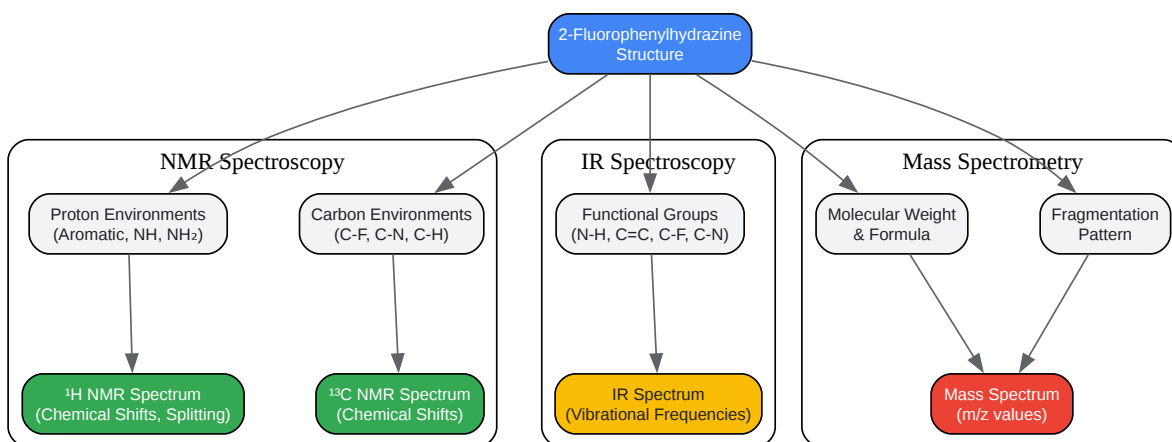 2-Fluorophenylhydrazine
Structure
NMR Spectroscopy
IR Spectroscopy
Mass Spectrometry
Proton Environments
(Aromatic, NH, NH₂)
Carbon Environments
(C-F, C-N, C-H)
Functional Groups
(N-H, C=C, C-F, C-N)
Molecular Weight
& Formula
Fragmentation
Pattern
¹H NMR Spectrum
(Chemical Shifts, Splitting)
¹³C NMR Spectrum
(Chemical Shifts)
IR Spectrum
(Vibrational Frequencies)
Mass Spectrum
(m/z values)